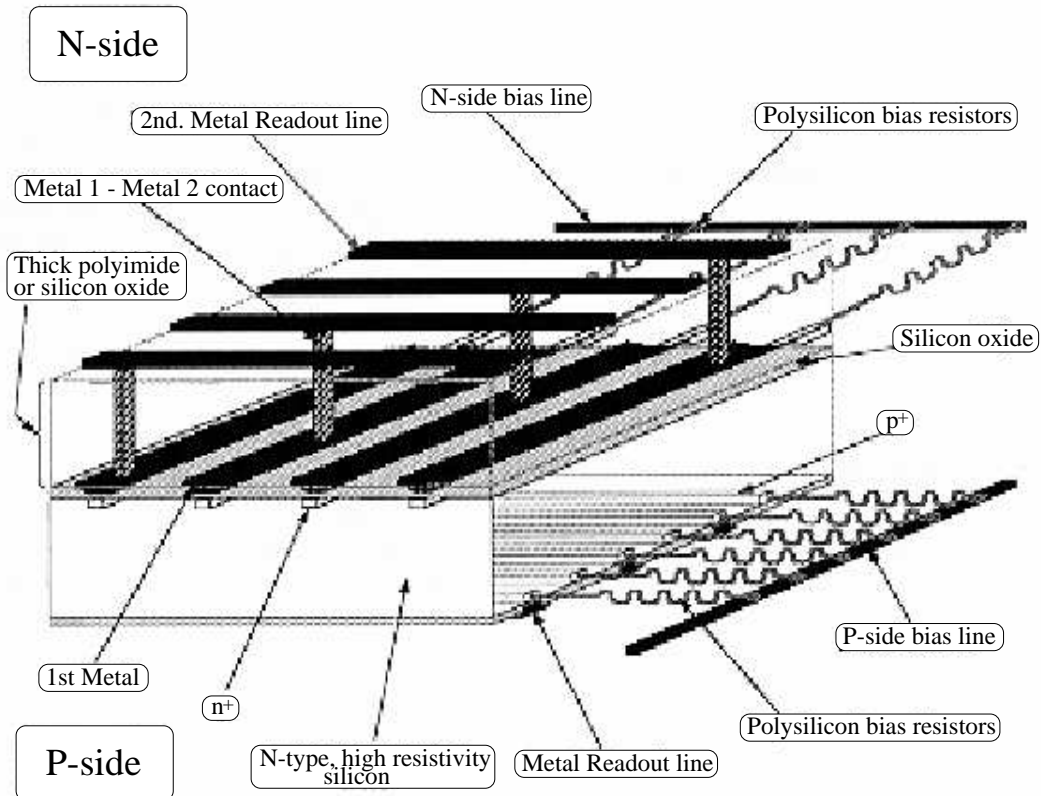 N-side
N-side bias line
2nd. Metal Readout line
Polysilicon bias resistors
Metal 1 - Metal 2 contact
Thick polyimide
or silicon oxide
Silicon oxide
p+
P-side bias line
1st Metal
n+
Polysilicon bias resistors
N-type, high resistivity
silicon
Metal Readout line
P-side